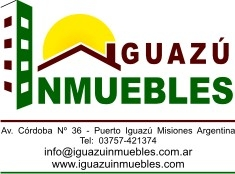 IGUAZÚ
INMUEBLES
Av. Córdoba Nº 36 - Puerto Iguazú Misiones Argentina
Tel: 03757-421374
info@iguazuinmuebles.com.ar
www.iguazuinmuebles.com